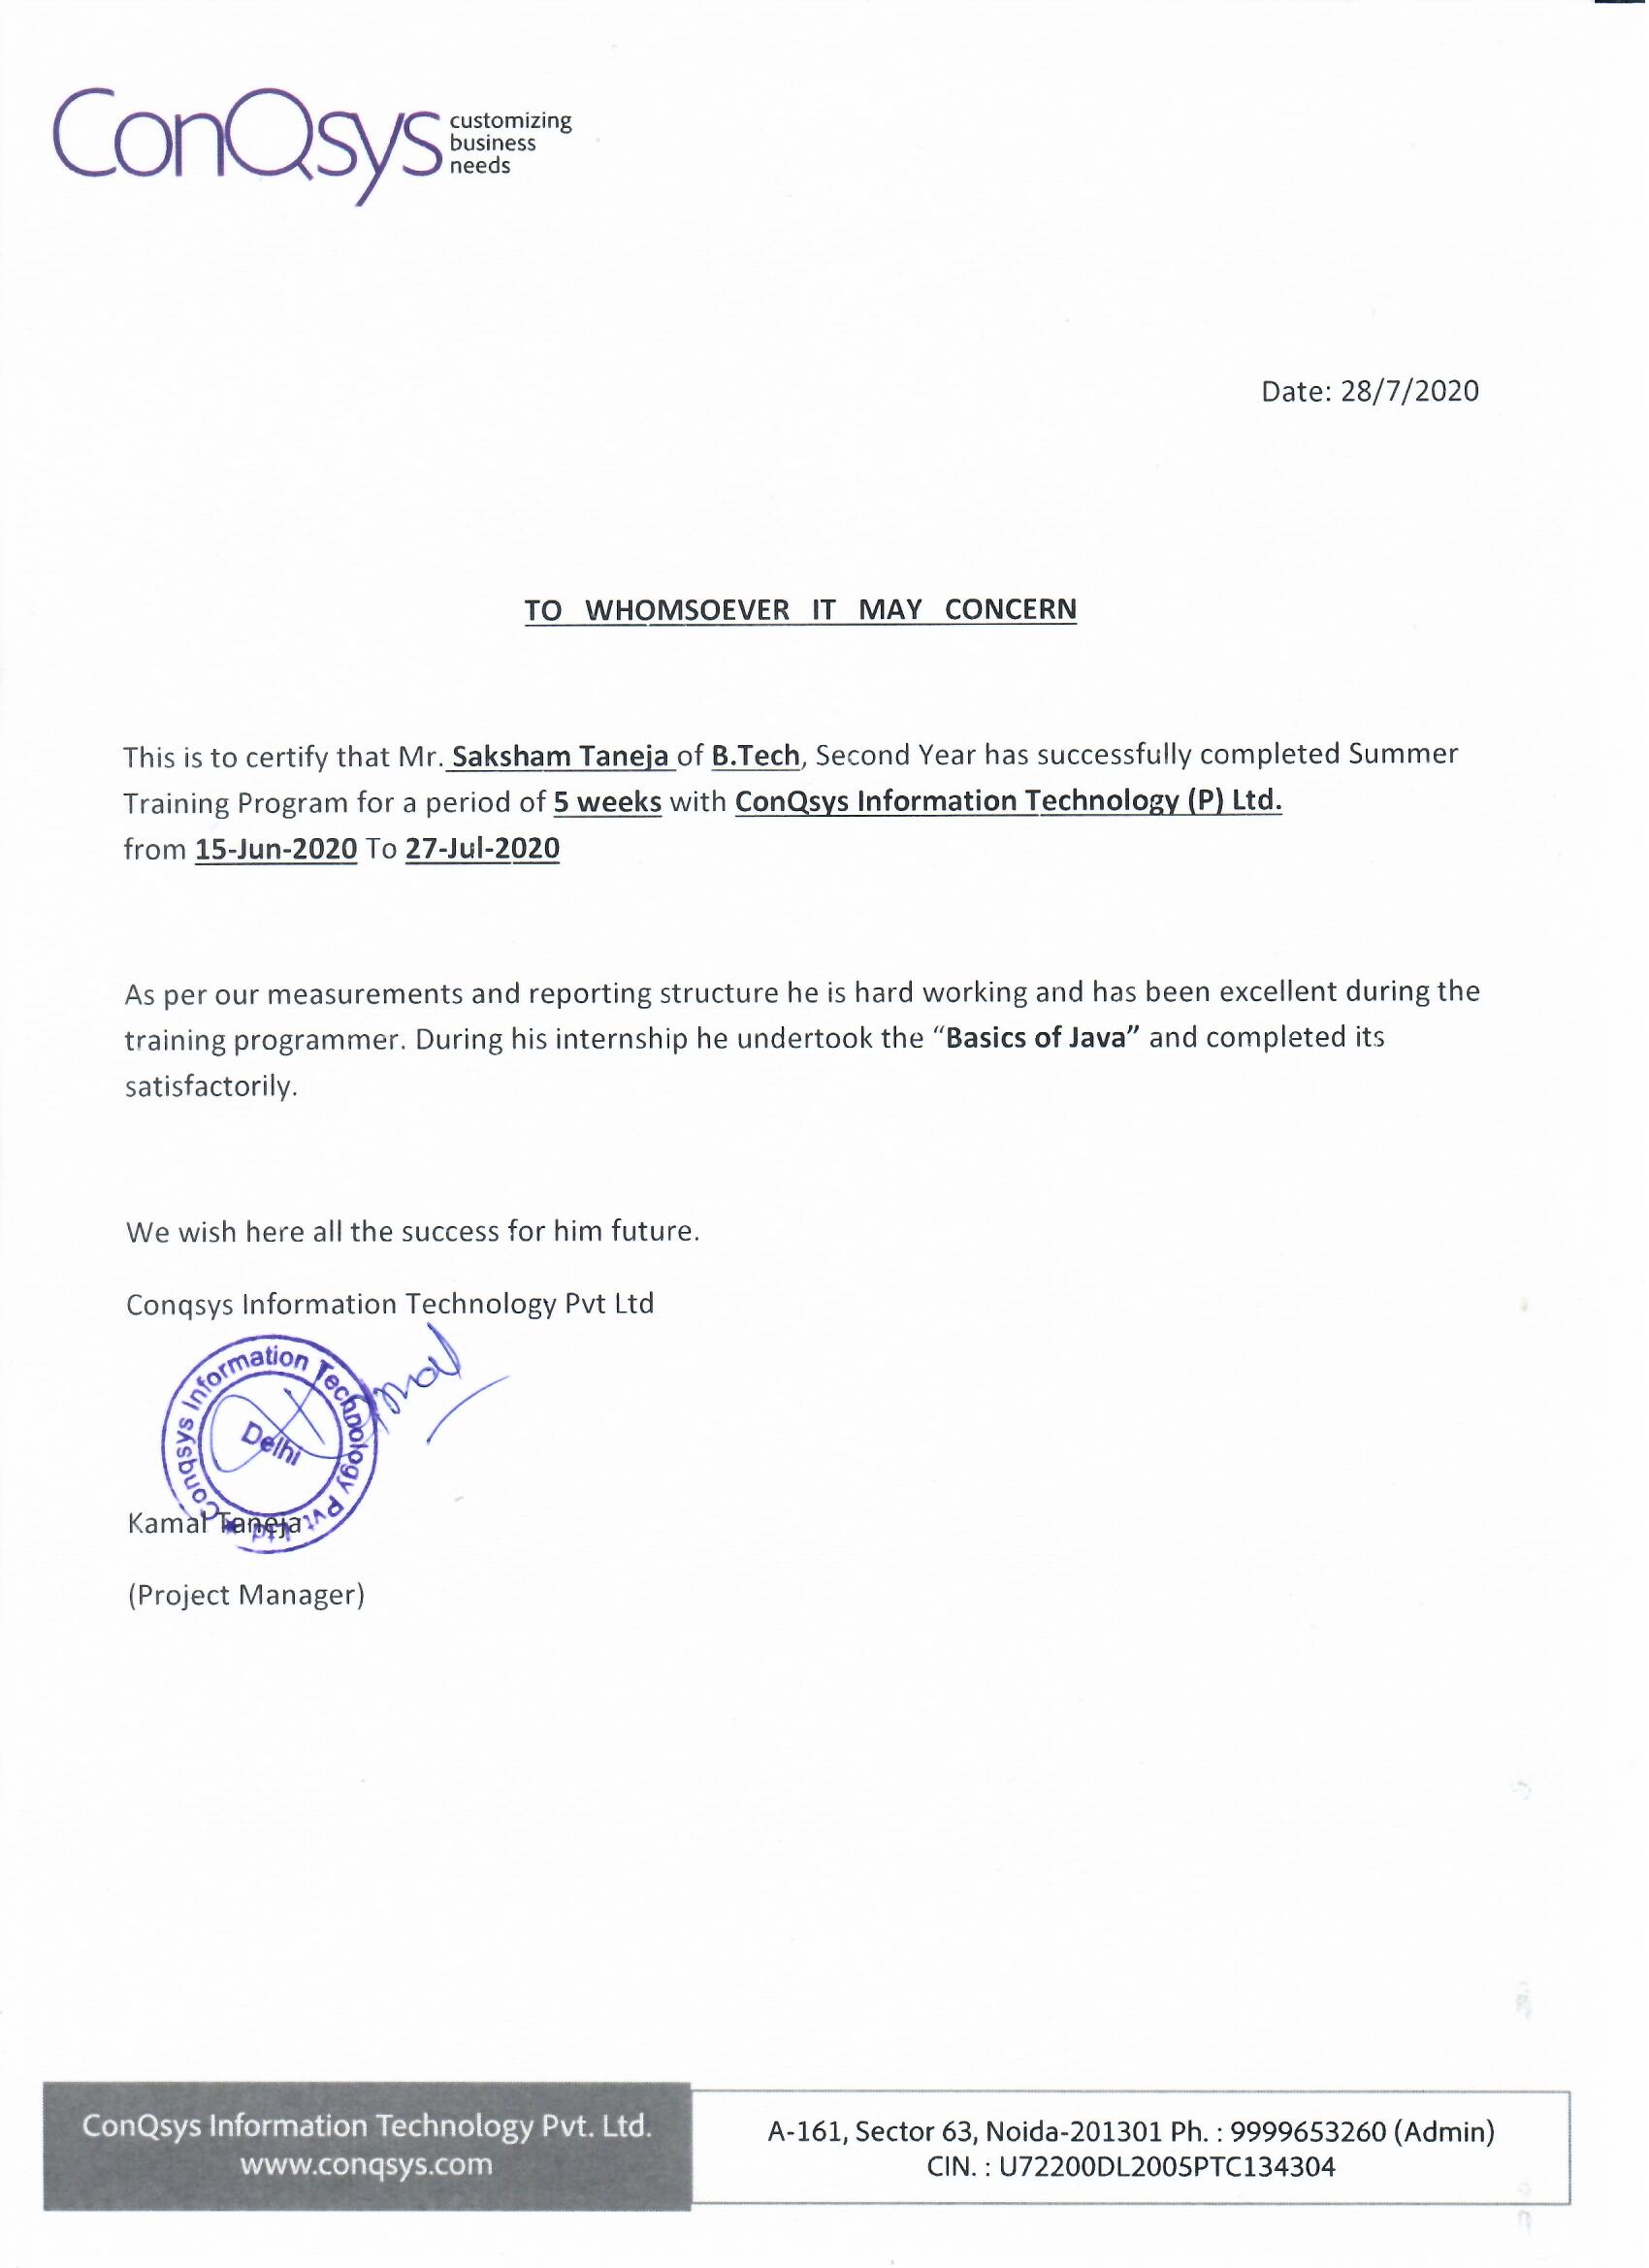 ConQsys customizing
business
needs
Date: 28/7/2020
TO WHOMSOEVER IT MAY CONCERN
This is to certify that Mr. Saksham Taneja of B.Tech, Second Year has successfully completed Summer
Training Program for a period of 5 weeks with ConQsys Information Technology (P) Ltd.
from 15-Jun-2020 To 27-Jul-2020
As per our measurements and reporting structure he is hard working and has been excellent during the
training programmer. During his internship he undertook the “Basics of Java” and completed its
satisfactorily.
We wish here all the success for him future.
Conqsys Information Technology Pvt Ltd
Conqsys Information Technology Pvt Ltd
Delhi
Kamal Taneja
(Project Manager)
ConQsys Information Technology Pvt. Ltd.
www.conqsys.com
A-161, Sector 63, Noida-201301 Ph. : 9999653260 (Admin)
CIN. : U72200DL2005PTC134304